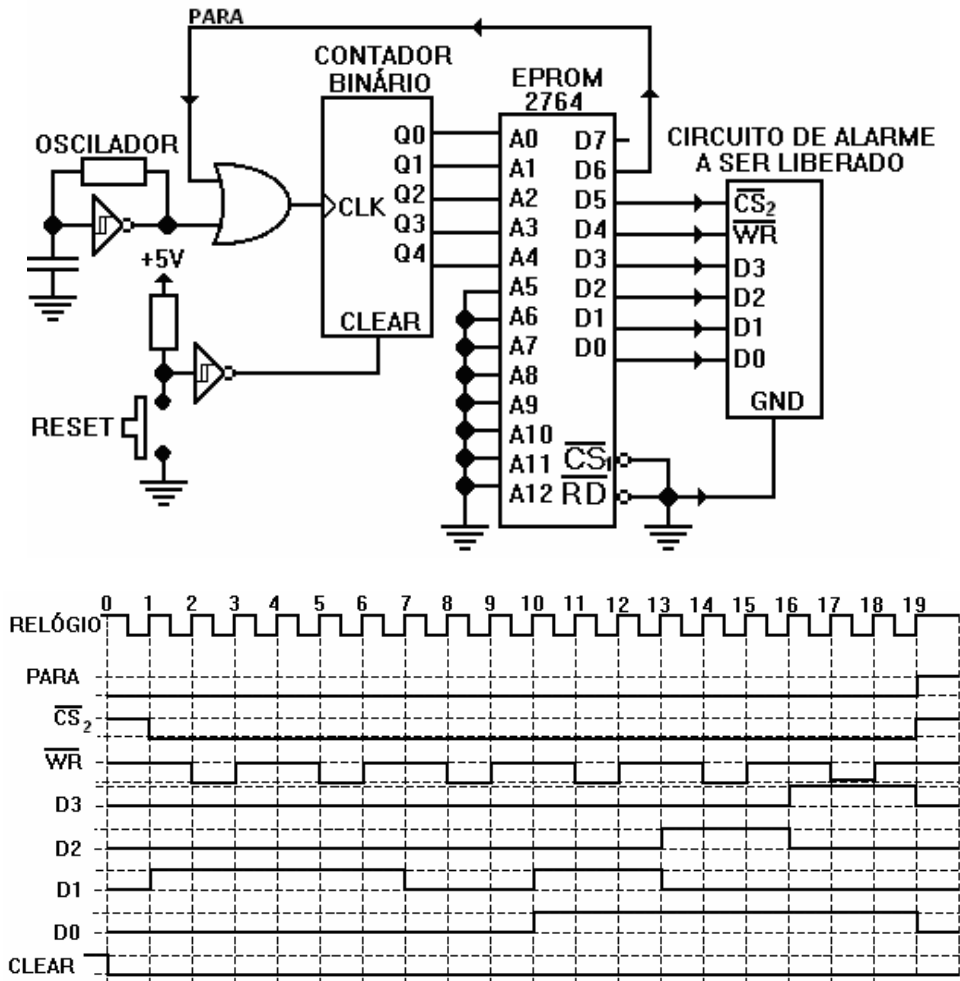 PARA
CONTADOR
BINÁRIO
EPROM
2764
CIRCUITO DE ALARME
A SER LIBERADO
OSCILADOR
+5V
RESET
CLK
Q0
Q1
Q2
Q3
Q4
CLEAR
A0
A1
A2
A3
A4
A5
A6
A7
A8
A9
A10
A11
A12
D7
D6
D5
D4
D3
D2
D1
D0
CS1
RD
CS2
WR
D3
D2
D1
D0
GND
0 1 2 3 4 5 6 7 8 9 10 11 12 13 14 15 16 17 18 19
RELÓGIO
PARA
CS2
WR
D3
D2
D1
D0
CLEAR